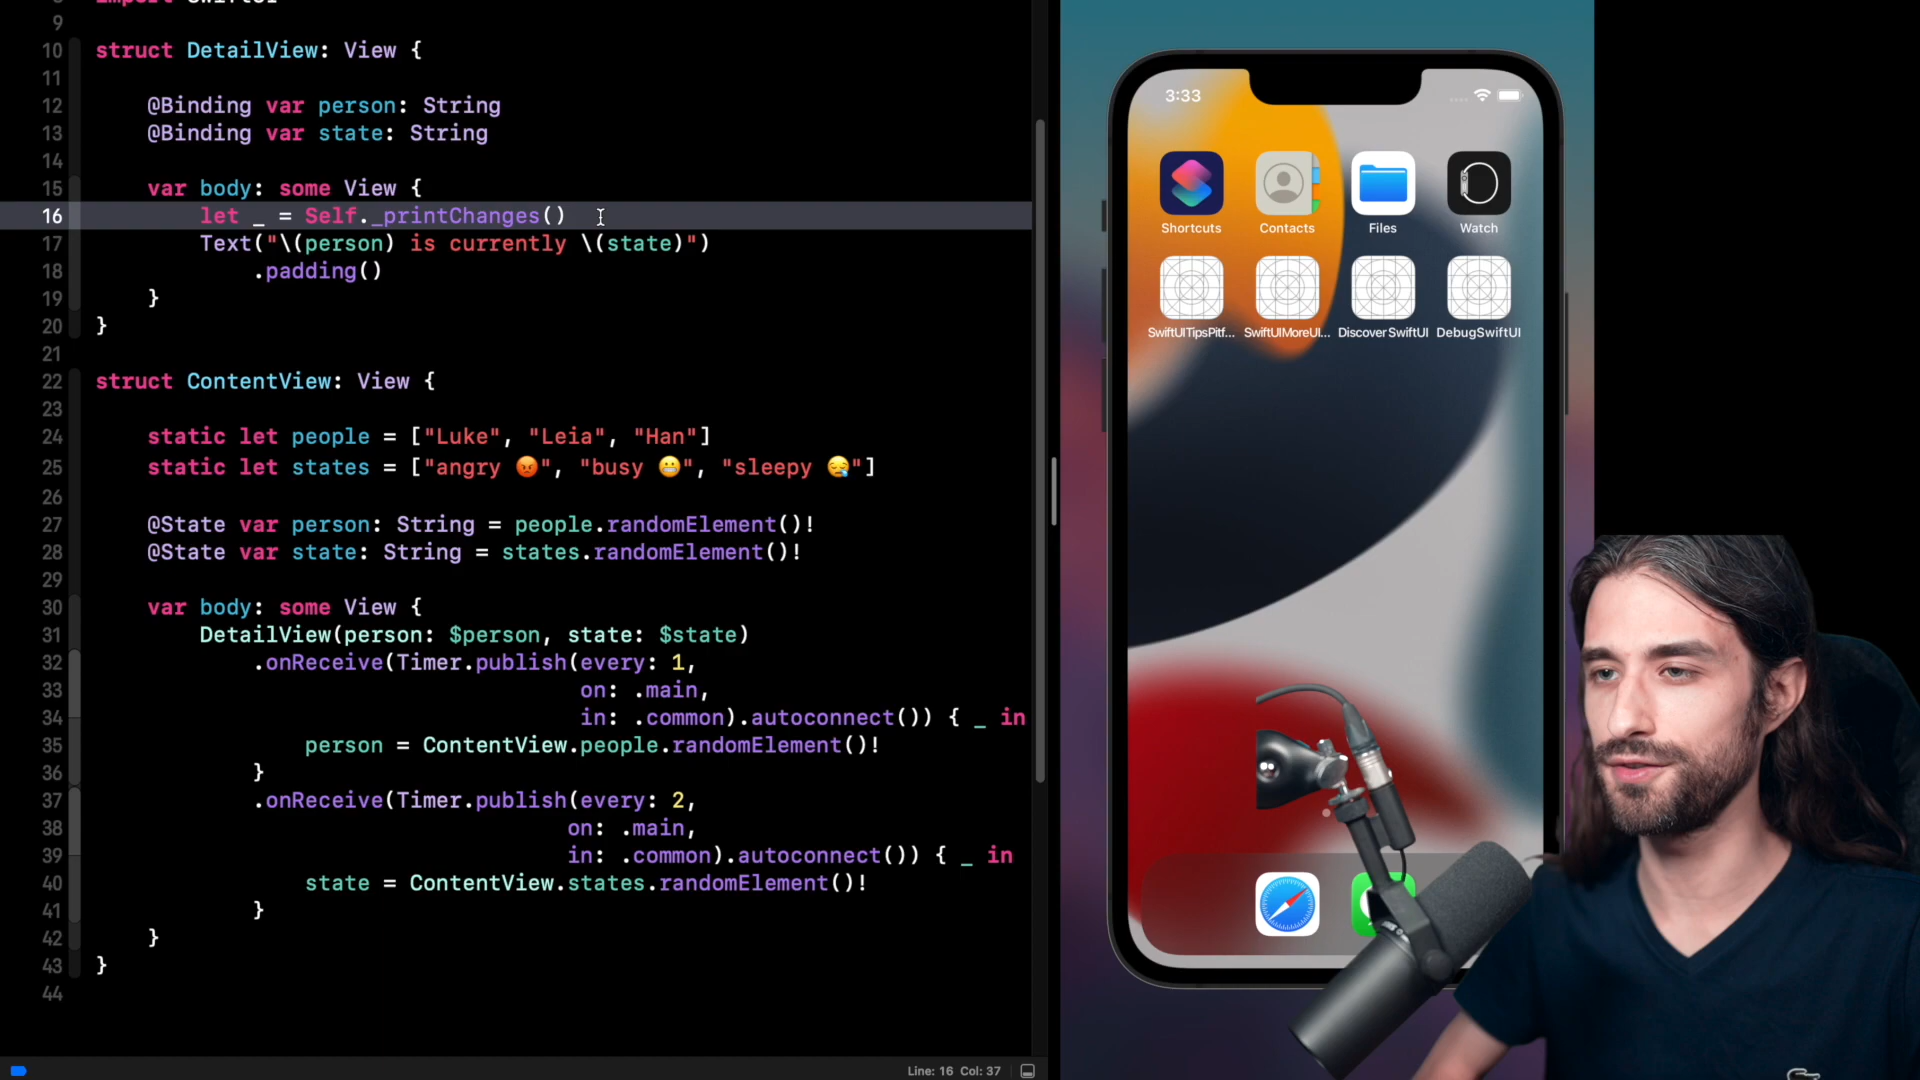 9
10 struct DetailView: View {
11
12 @Binding var person: String
13 @Binding var state: String
14
15 var body: some View {
16 let _ = Self._printChanges()
17 Text("\(person) is currently \(state)")
18 .padding()
19 }
20 }
21
22 struct ContentView: View {
23
24 static let people = ["Luke", "Leia", "Han"]
25 static let states = ["angry 😡", "busy 😬", "sleepy 😪"]
26
27 @State var person: String = people.randomElement()!
28 @State var state: String = states.randomElement()!
29
30 var body: some View {
31 DetailView(person: $person, state: $state)
32 .onReceive(Timer.publish(every: 1,
33 on: .main,
34 in: .common).autoconnect()) { _ in
35 person = ContentView.people.randomElement()!
36 }
37 .onReceive(Timer.publish(every: 2,
38 on: .main,
39 in: .common).autoconnect()) { _ in
40 state = ContentView.states.randomElement()!
41 }
42 }
43 }
44
Line: 16 Col: 37
3:33
Shortcuts Contacts Files Watch
SwiftUITipsPitf... SwiftUIMoreUI... DiscoverSwiftUI DebugSwiftUI